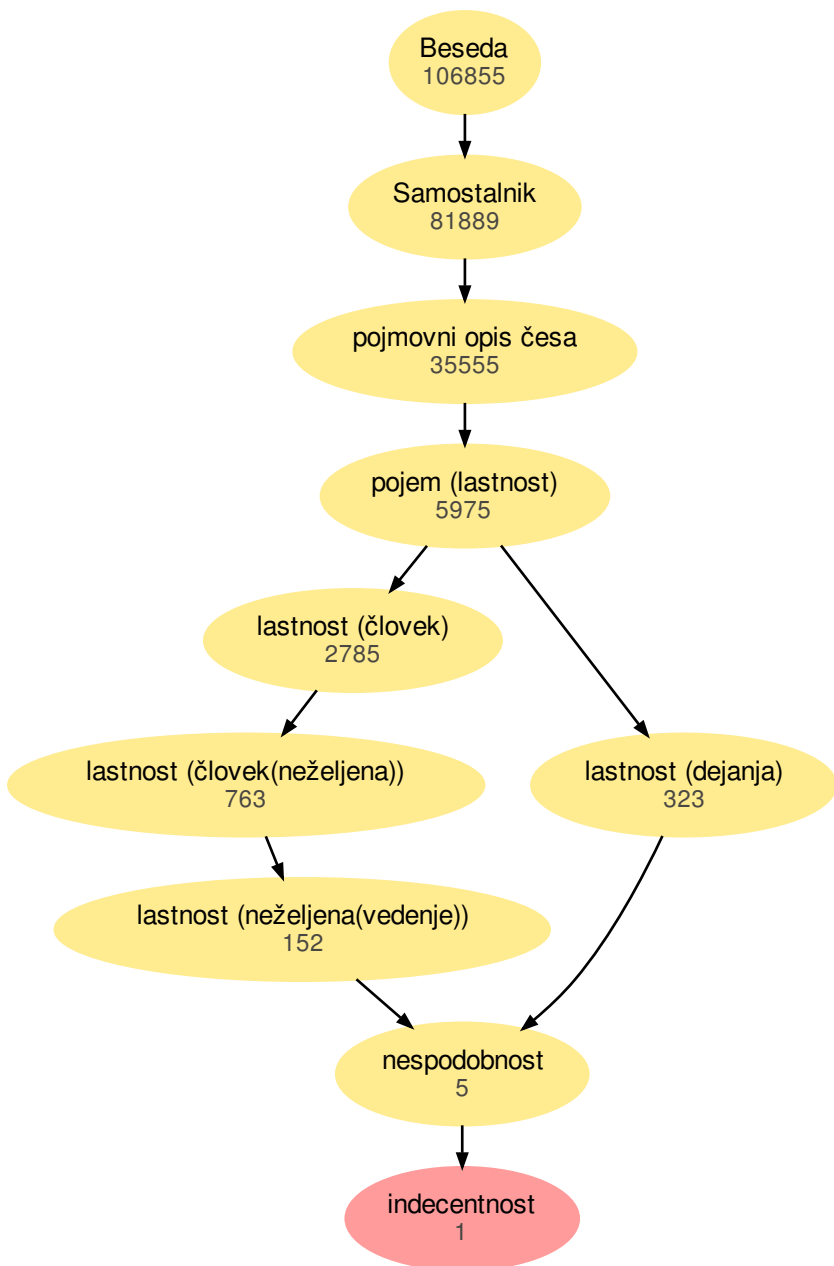 Beseda
106855
Samostalnik
81889
pojmovni opis česa
35555
pojem (lastnost)
5975
lastnost (človek)
2785
lastnost (človek(neželjena))
763
lastnost (dejanja)
323
lastnost (neželjena(vedenje))
152
nespodobnost
5
indecentnost
1